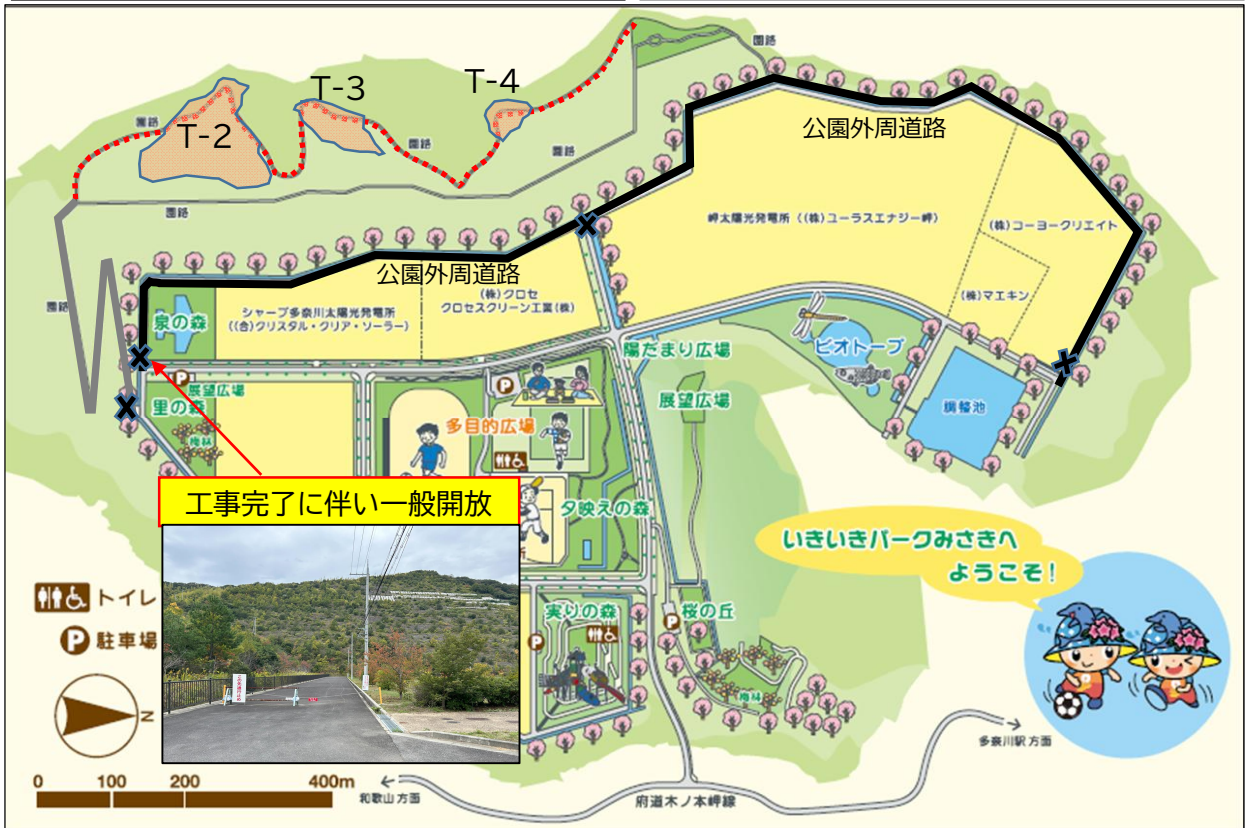 園路
T-4
T-3
園路
T-2
公園外周道路
園路
園路
園路
岬太陽光発電所((株)ユーラスエナジー岬)
(株)コーヨークリエイト
公園外周道路
園路
(株)クロセ
クロセスクリーン工業(株)
(株)マエキン
泉の森
シャープ多奈川太陽光発電所
((合)クリスタル・クリア・ソーラー)
陽だまり広場
ビオトープ
P
展望広場
P
展望広場
里の森
調整池
梅林
多目的広場
工事完了に伴い一般開放
夕映えの森
所
いきいきパークみさきへ
ようこそ!
トイレ
実りの森
P
桜の丘
P 駐車場
P
梅林
N
多奈川駅方面
0 100 200 400m
和歌山方面
府道木ノ本岬線